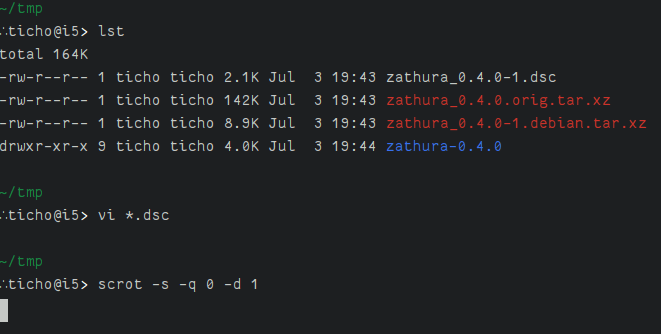 ~/tmp
∴ticho@i5> lst
total 164K
-rw-r--r-- 1 ticho ticho 2.1K Jul  3 19:43 zathura_0.4.0-1.dsc
-rw-r--r-- 1 ticho ticho 142K Jul  3 19:43 zathura_0.4.0.orig.tar.xz
-rw-r--r-- 1 ticho ticho 8.9K Jul  3 19:43 zathura_0.4.0-1.debian.tar.xz
drwxr-xr-x 9 ticho ticho 4.0K Jul  3 19:44 zathura-0.4.0
~/tmp
∴ticho@i5> vi *.dsc
~/tmp
∴ticho@i5> scrot -s -q 0 -d 1